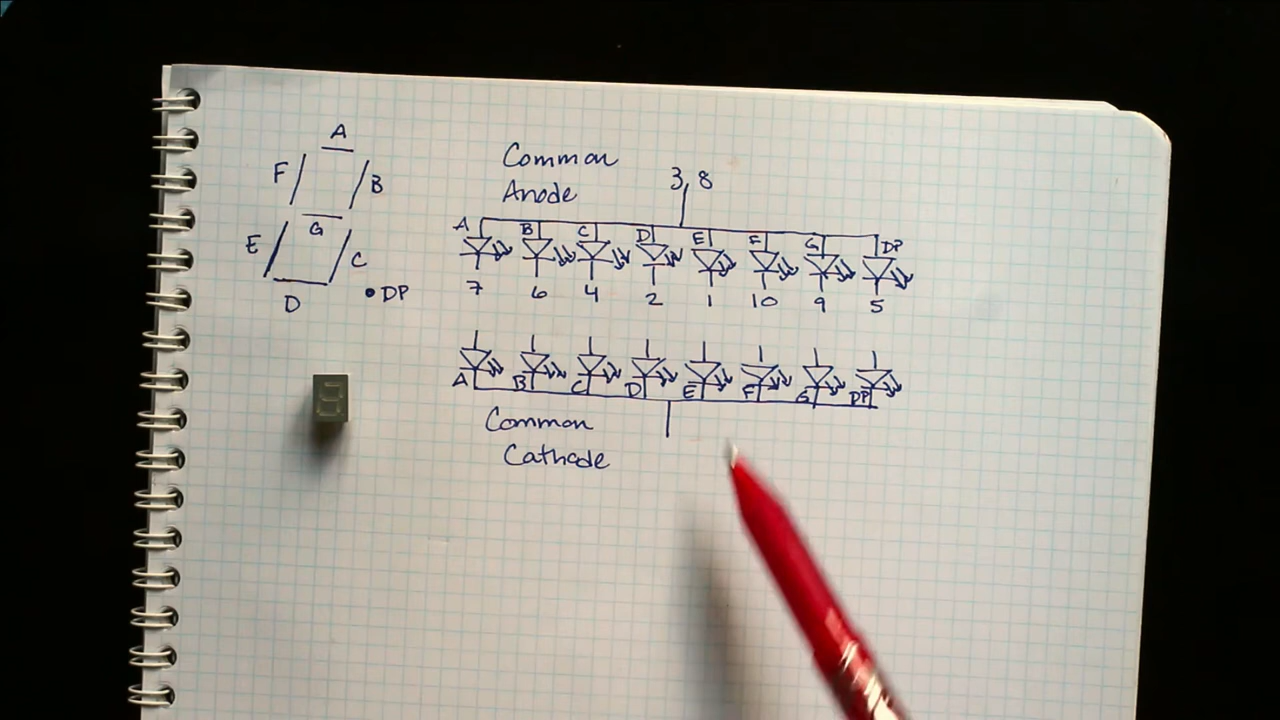 A
F
B
G
E
C
D
DP
Common
Anode
3, 8
A B C D E F G DP
7 6 4 2 1 10 9 5
A B C D E F G DP
Common
Cathode